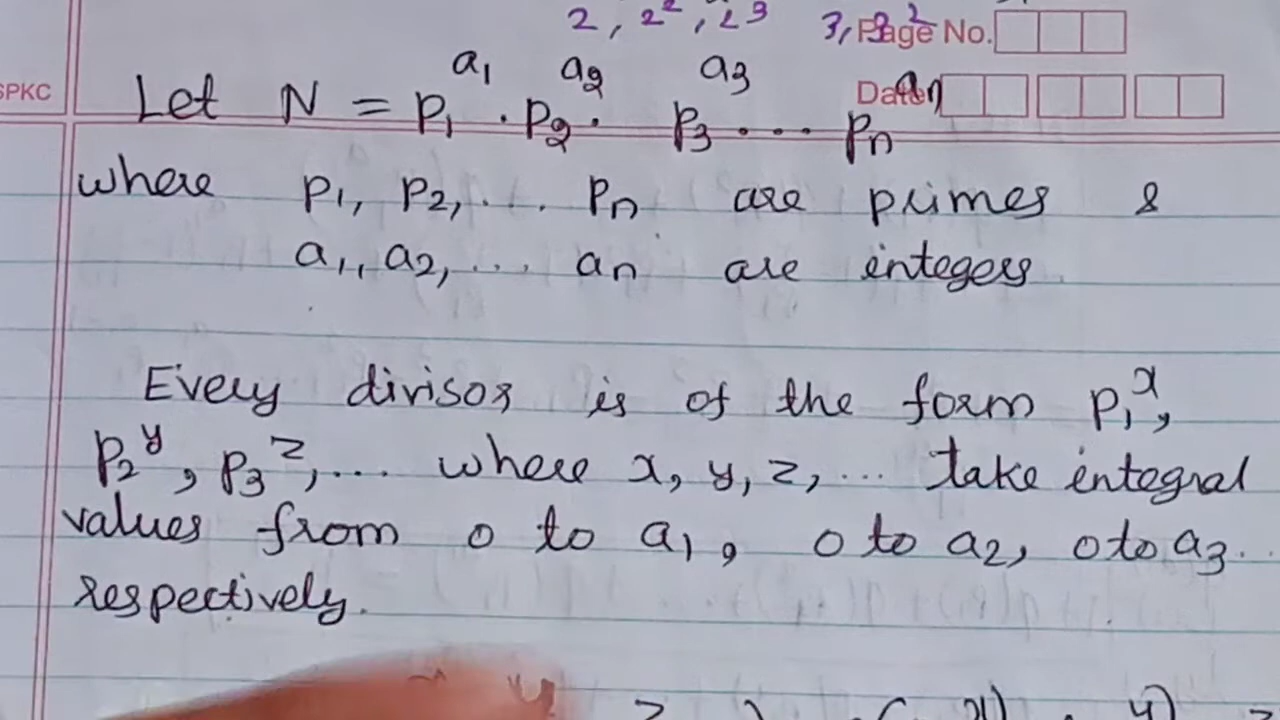 2, 2², 2³ 3, 3²
Page No.
SPKC
Date
Let N = p₁^a₁ · p₂^a₂ · p₃^a₃ .... pₙ^aₙ
where p₁, p₂, ... pₙ are primes &
a₁, a₂, ... aₙ are integers
Every divisor is of the form p₁^x,
p₂^y, p₃^z, ... where x, y, z, ... take integral
values from 0 to a₁, 0 to a₂, 0 to a₃ ..
respectively.